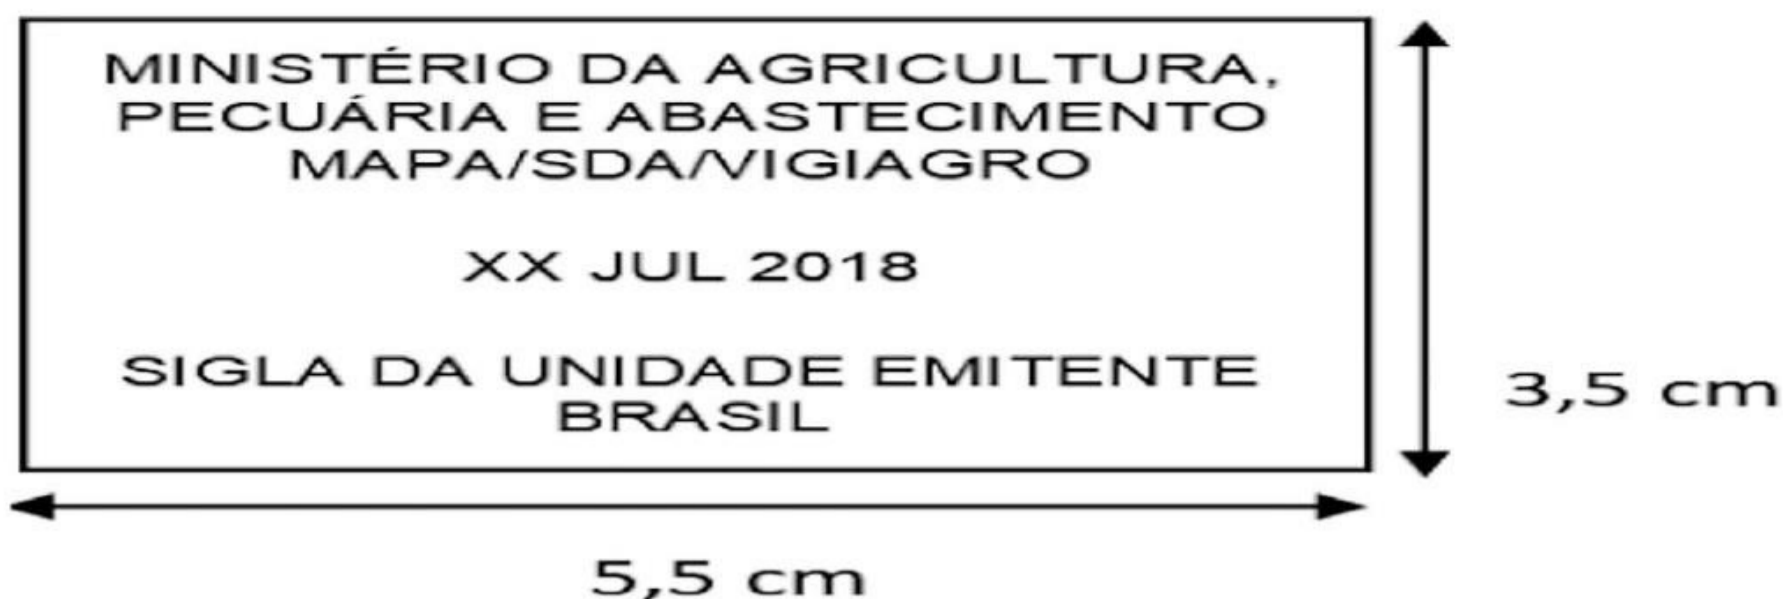 MINISTÉRIO DA AGRICULTURA,
PECUÁRIA E ABASTECIMENTO
MAPA/SDA/VIGIAGRO
XX JUL 2018
SIGLA DA UNIDADE EMITENTE
BRASIL
3,5 cm
5,5 cm